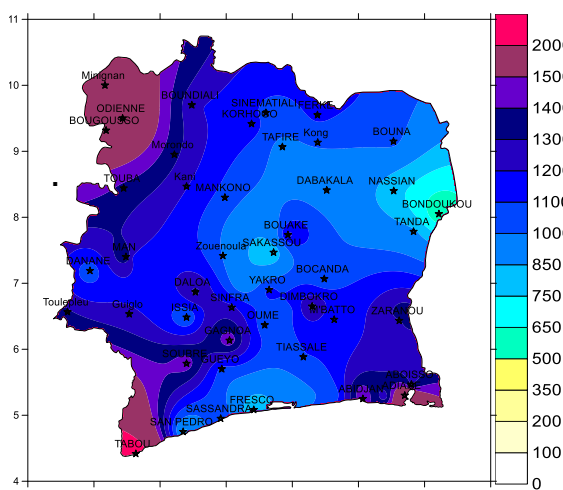 11
10
9
8
7
6
5
4
Minignan
ODIENNE
BOUGOUSSO
BOUNDIALI
SINEMATIALI
FERKE
KORHOGO
TAFIRE
Kong
BOUNA
Morondo
TOUBA
Kani
MANKONO
DABAKALA
NASSIAN
BONDOUKOU
TANDA
BOUAKE
MAN
Zouenoula
SAKASSOU
DANANE
BOCANDA
DALOA
YAKRO
Toulepleu
Guiglo
ISSIA
SINFRA
DIMBOKRO
ZARANOU
OUME
GAGNOA
TIASSALE
SOUBRE
GUEYO
ABOISSO
ADIAKE
FRESCO
SASSANDRA
SAN PEDRO
TABOU
2000
1500
1400
1300
1200
1100
1000
850
750
650
500
350
200
100
0